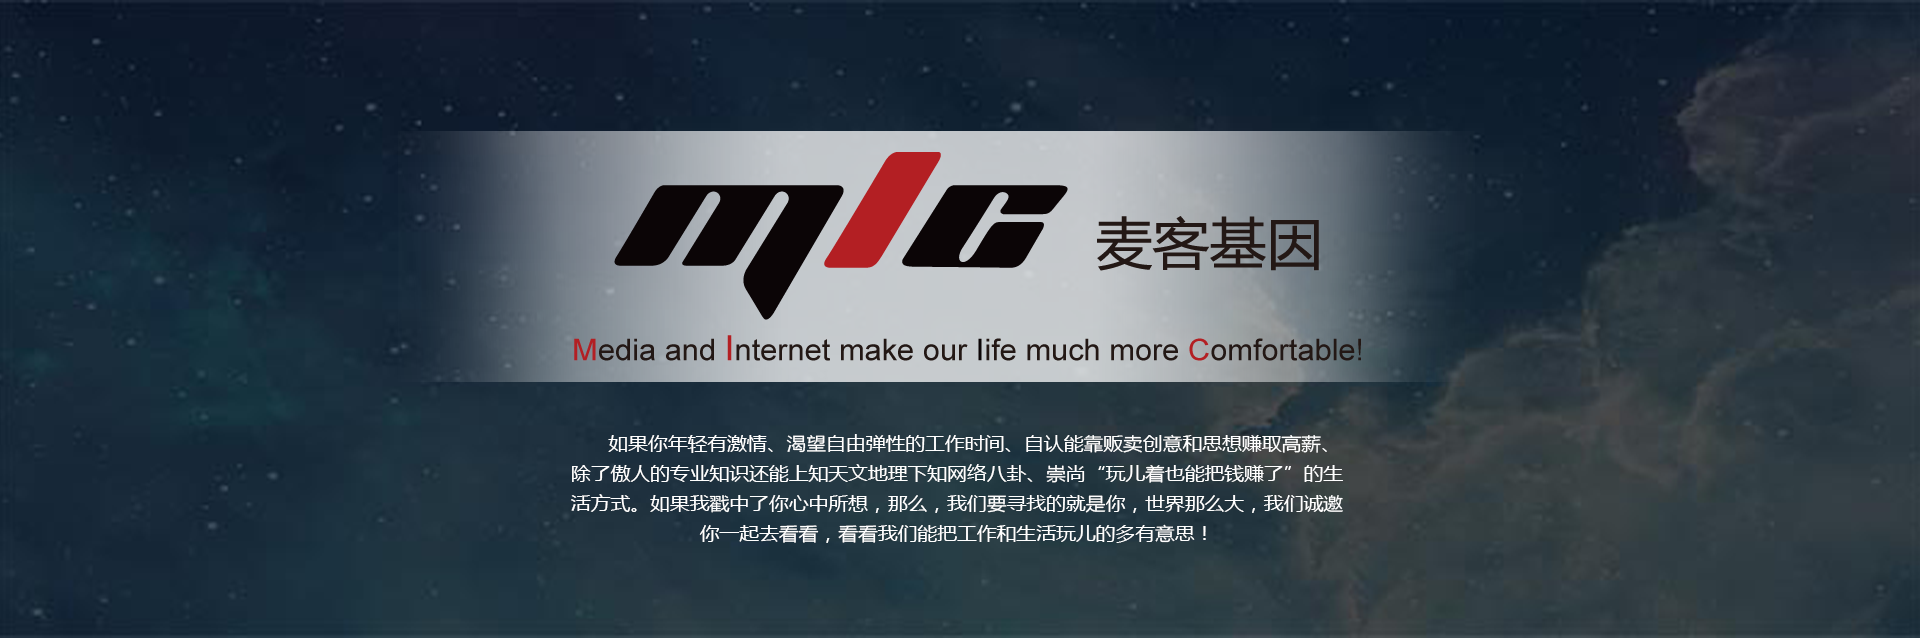 mic 麦客基因
Media and Internet make our life much more Comfortable!
如果你年轻有激情、渴望自由弹性的工作时间、自认能靠贩卖创意和思想赚取高薪、
除了傲人的专业知识还能上知天文地理下知网络八卦、崇尚“玩儿着也能把钱赚了”的生
活方式。如果我戳中了你心中所想，那么，我们要寻找的就是你，世界那么大，我们诚邀
你一起去看看，看看我们能把工作和生活玩儿的多有意思！